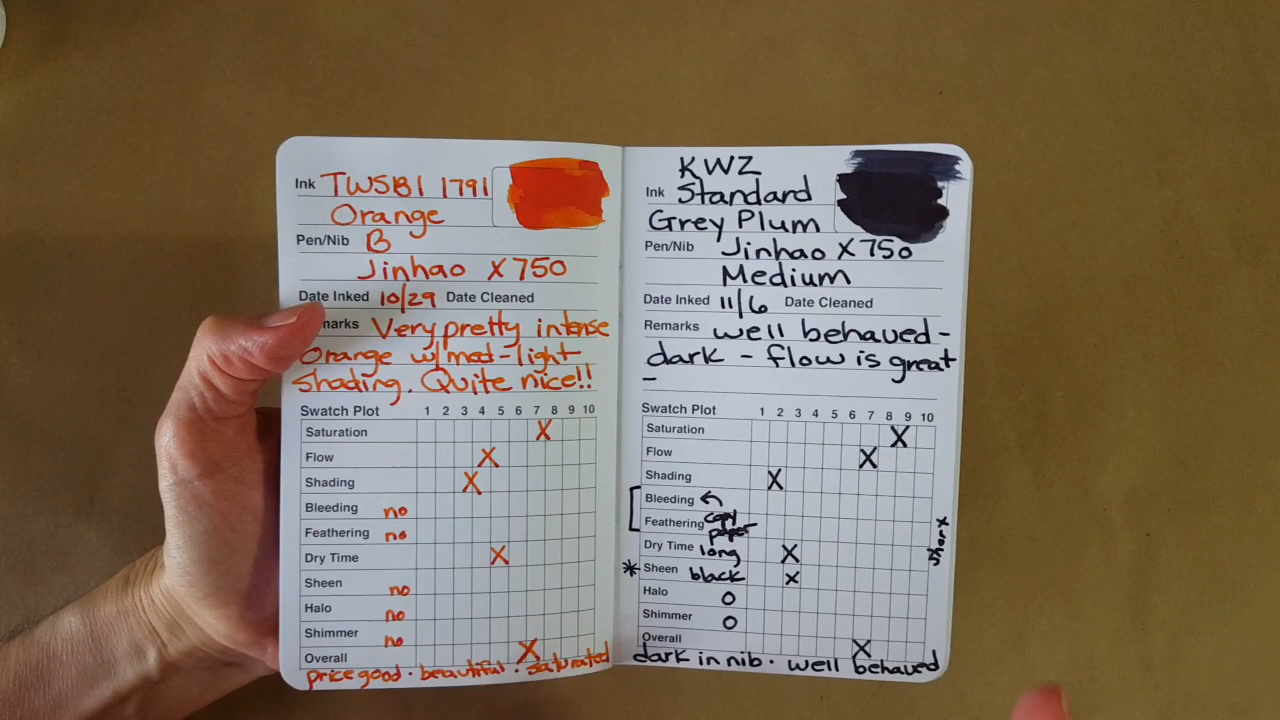 Ink TWSBI 1791
Orange
Pen/Nib B
Jinhao X750
Date Inked 10/29 Date Cleaned
marks Very pretty intense
Orange w/med-light
Shading. Quite nice!!
Swatch Plot 1 2 3 4 5 6 7 8 9 10
Saturation X
Flow X
Shading X
Bleeding no
Feathering no
Dry Time X
Sheen no
Halo no
Shimmer no
Overall X
price good · beautiful · saturated
KWZ
Ink Standard
Grey Plum
Pen/Nib Jinhao X750
Medium
Date Inked 11/6 Date Cleaned
Remarks well behaved -
dark - flow is great
-
Swatch Plot 1 2 3 4 5 6 7 8 9 10
Saturation X
Flow X
Shading X
Bleeding
Feathering copy
paper
Dry Time long X
* Sheen black X
Halo O
Shimmer O
Overall X
dark in nib · well behaved
short